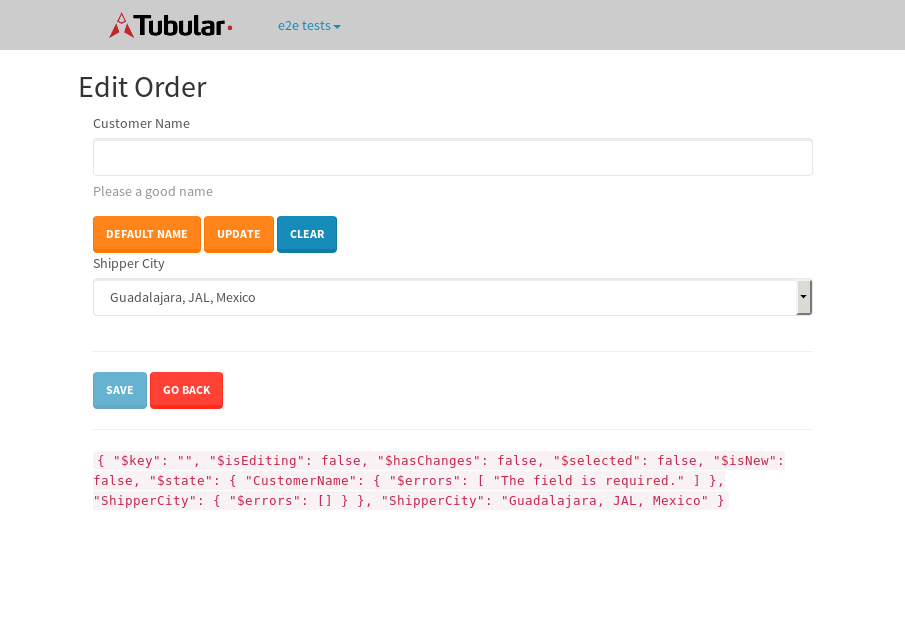 Tubular e2e tests
Edit Order
Customer Name
Please a good name
DEFAULT NAME UPDATE CLEAR
Shipper City
Guadalajara, JAL, Mexico
SAVE GO BACK
{ "$key": "", "$isEditing": false, "$hasChanges": false, "$selected": false, "$isNew":
false, "$state": { "CustomerName": { "$errors": [ "The field is required." ] },
"ShipperCity": { "$errors": [] } }, "ShipperCity": "Guadalajara, JAL, Mexico" }